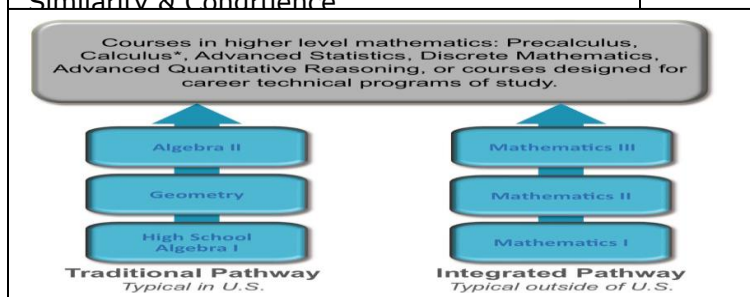 Similarity & Congruence
Courses in higher level mathematics: Precalculus,
Calculus*, Advanced Statistics, Discrete Mathematics,
Advanced Quantitative Reasoning, or courses designed for
career technical programs of study.
Algebra II
Mathematics III
Geometry
Mathematics II
High School
Algebra I
Mathematics I
Traditional Pathway
Typical in U.S.
Integrated Pathway
Typical outside of U.S.